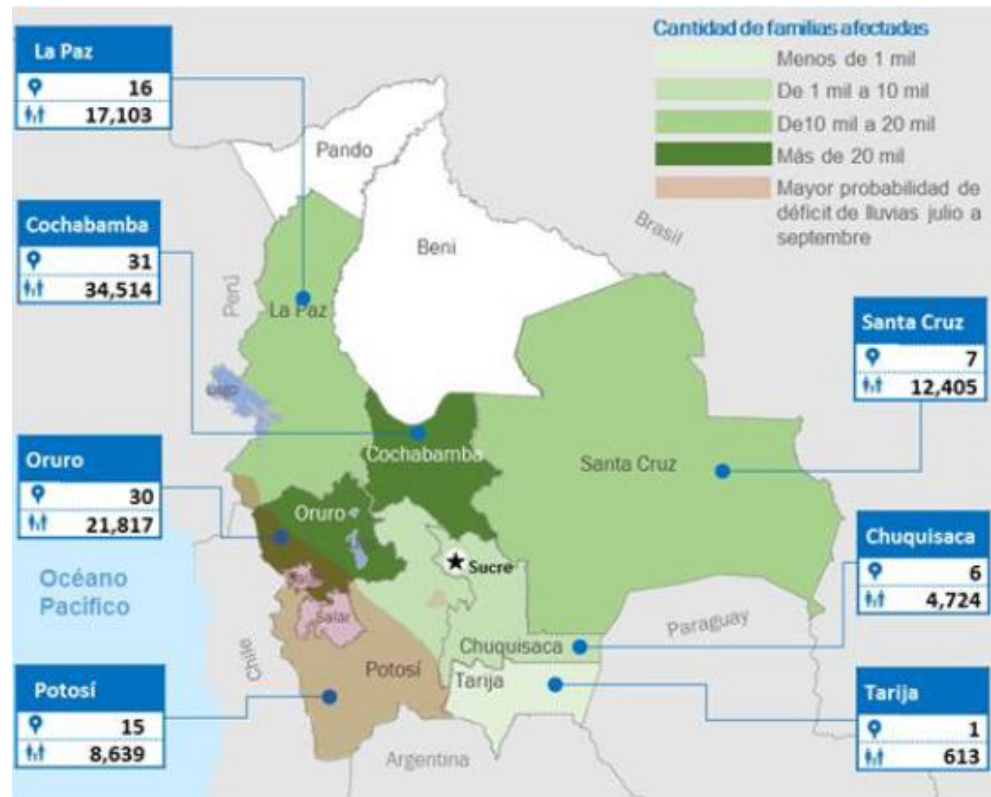 Cantidad de familias afectadas
Menos de 1 mil
De 1 mil a 10 mil
De10 mil a 20 mil
Más de 20 mil
Mayor probabilidad de
déficit de lluvias julio a
septembre
La Paz
16
17,103
Cochabamba
31
34,514
Oruro
30
21,817
Potosí
15
8,639
Santa Cruz
7
12,405
Chuquisaca
6
4,724
Tarija
1
613
Pando
Beni
Brasil
Perú
La Paz
Lago
Cochabamba
Santa Cruz
Oruro
Sucre
Océano
Pacifico
Salar
Chuquisaca
Paraguay
Chile
Potosí
Tarija
Argentina